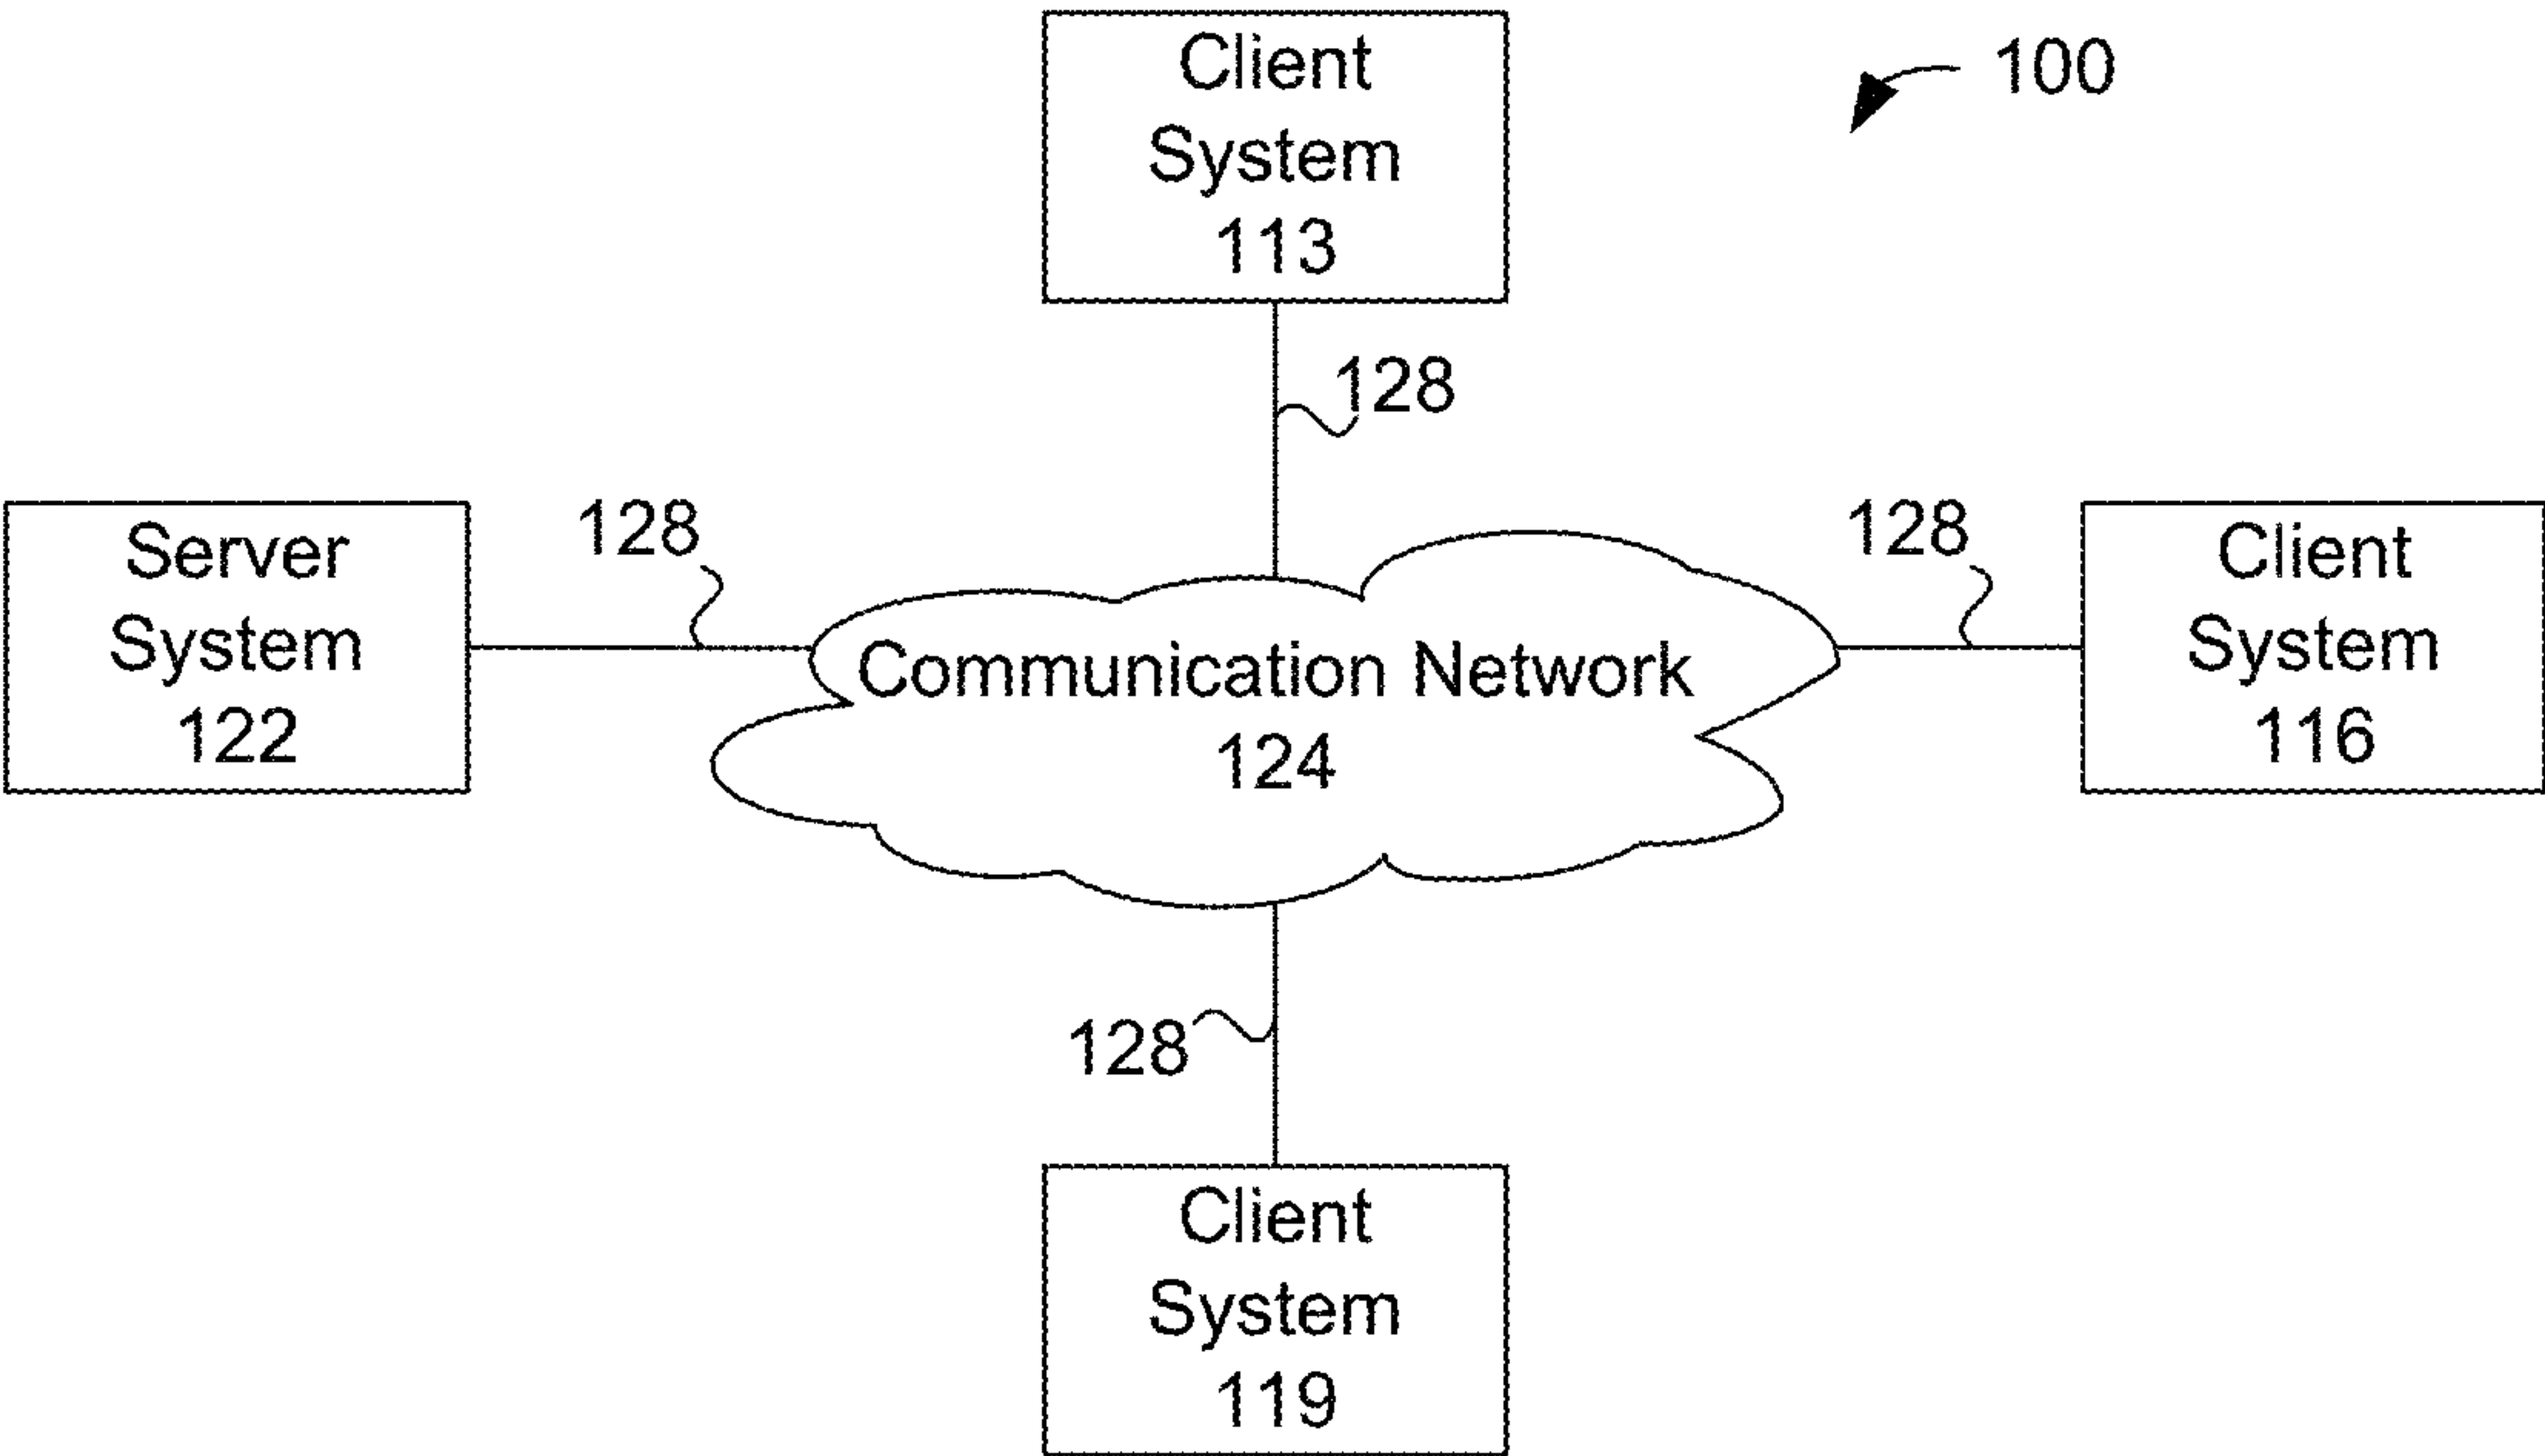 Client
System
113
100
128
Server
System
122
128
Communication Network
124
128
Client
System
116
128
Client
System
119